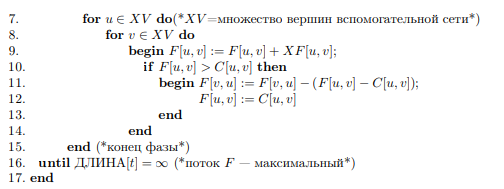 7. for u ∈ XV do(*XV=множество вершин вспомогательной сети*)
8. for v ∈ XV do
9. begin F[u, v] := F[u, v] + XF[u, v];
10. if F[u, v] > C[u, v] then
11. begin F[v, u] := F[v, u] − (F[u, v] − C[u, v]);
12. F[u, v] := C[u, v]
13. end
14. end
15. end (*конец фазы*)
16. until ДЛИНА[t] = ∞ (*поток F — максимальный*)
17. end